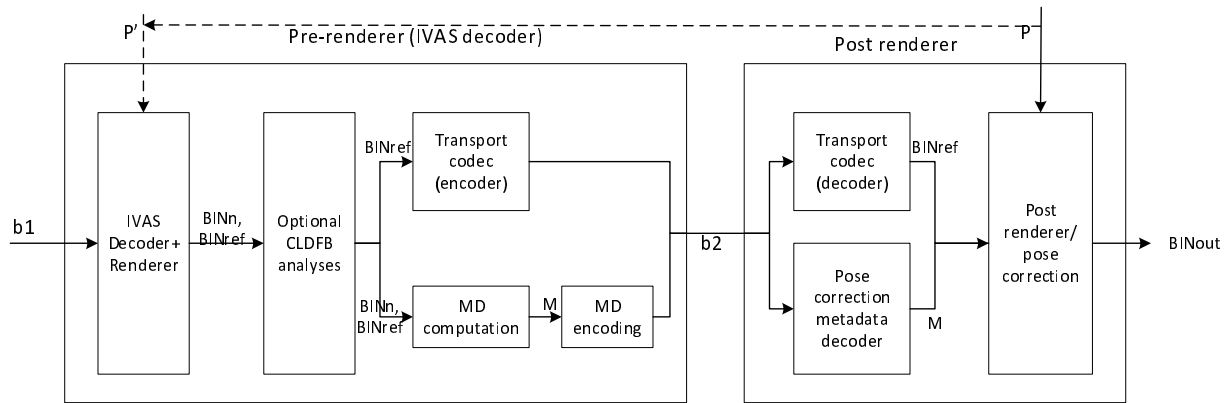 P'
Pre-renderer (IVAS decoder)
Post renderer
P
b1
IVAS
Decoder+
Renderer
BINn,
BINref
Optional
CLDFB
analyses
BINref
Transport
codec
(encoder)
BINn,
BINref
MD
computation
M
MD
encoding
b2
Transport
codec
(decoder)
BINref
Pose
correction
metadata
decoder
M
Post
renderer/
pose
correction
BINout